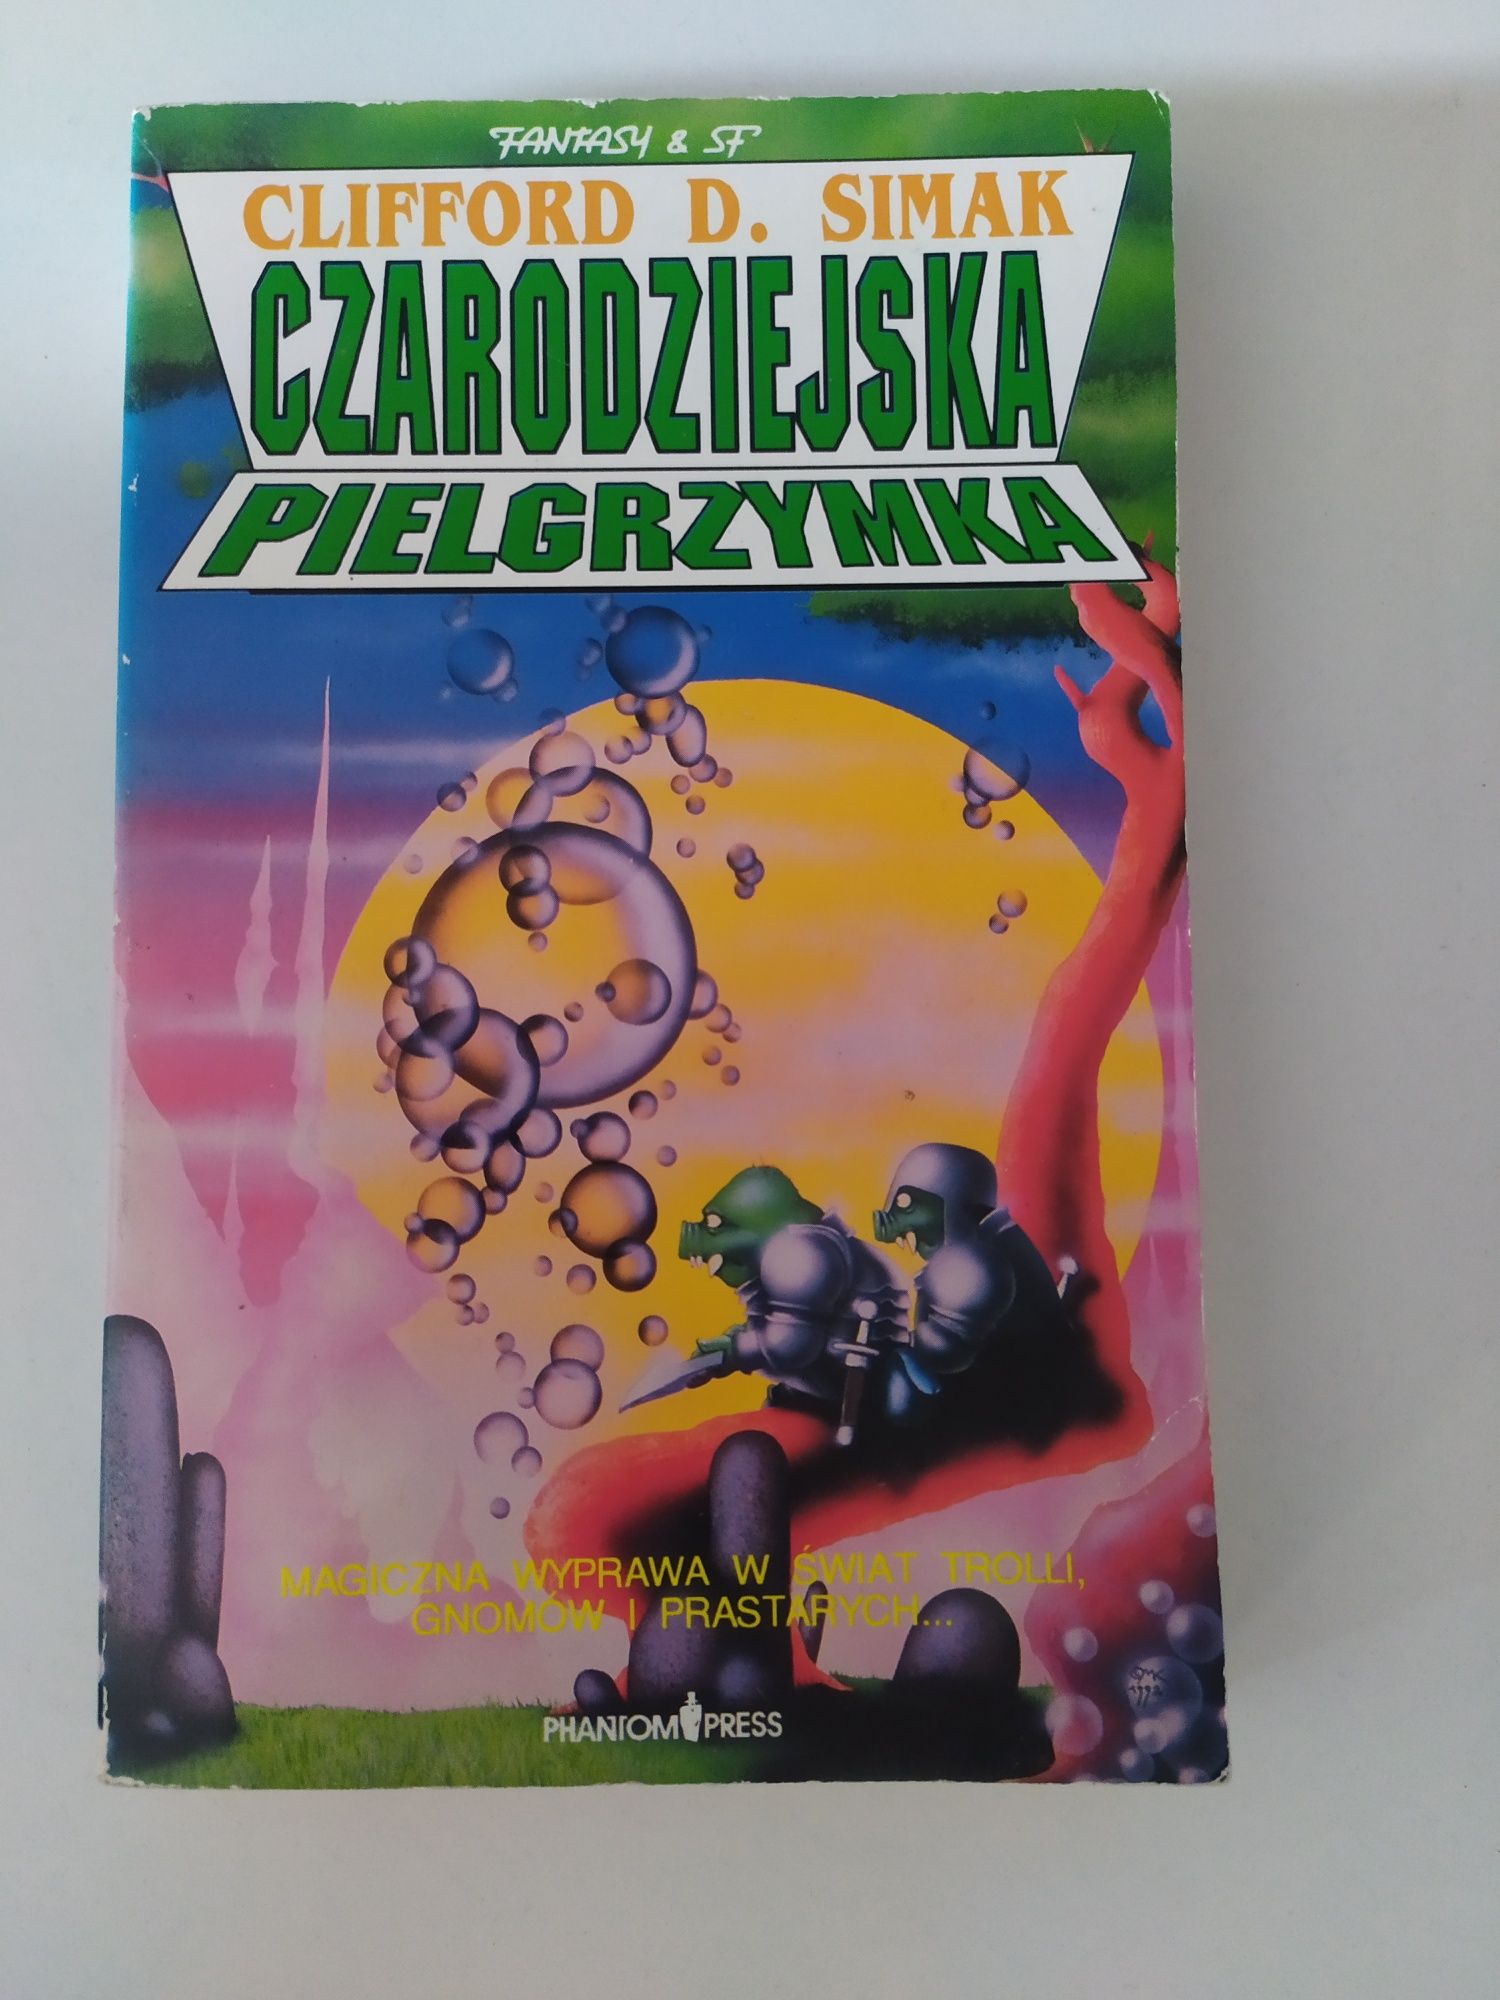 FANTASY & SF
CLIFFORD D. SIMAK
CZARODZIEJSKA
PIELGRZYMKA
MAGICZNA WYPRAWA W ŚWIAT TROLLI,
GNOMÓW I PRASTARYCH...
PHANTOM PRESS